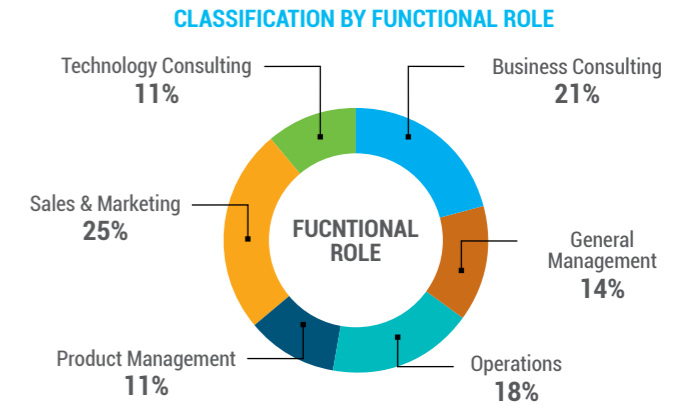 CLASSIFICATION BY FUNCTIONAL ROLE
Technology Consulting
11%
Business Consulting
21%
Sales & Marketing
25%
FUCNTIONAL
ROLE
General
Management
14%
Product Management
11%
Operations
18%